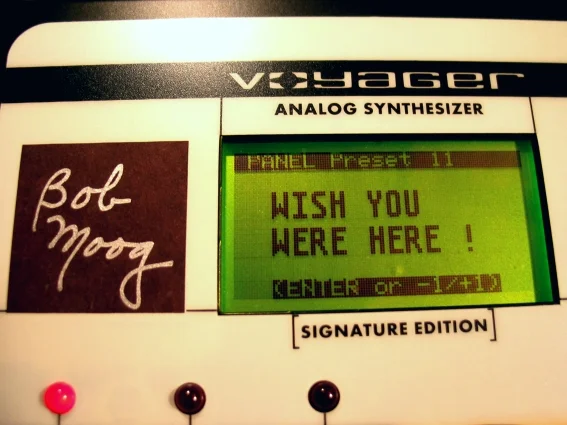 VOYAGER
ANALOG SYNTHESIZER
Bob
Moog
PANEL Preset 11
WISH YOU
WERE HERE !
(ENTER or -1/+1)
[SIGNATURE EDITION]